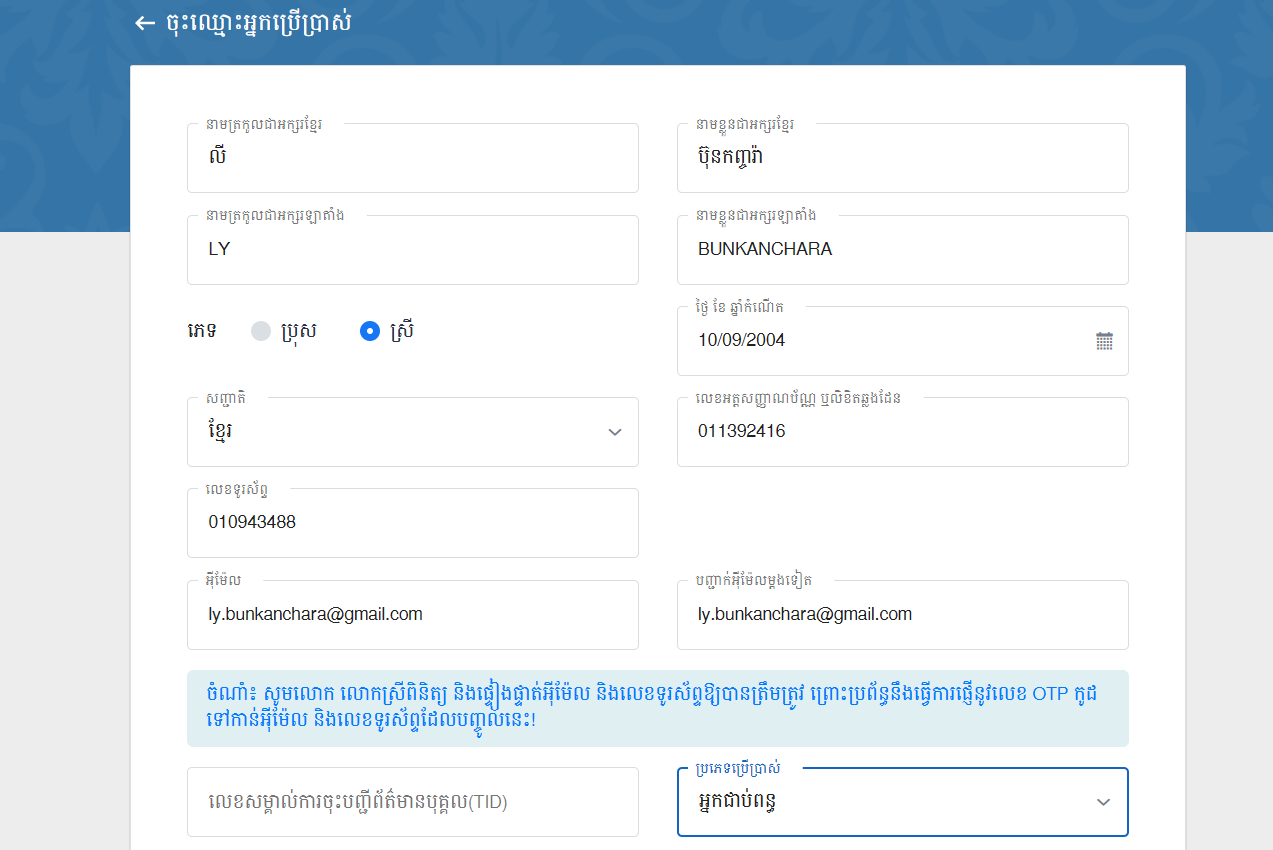 ចុះឈ្មោះអ្នកប្រើប្រាស់
នាមត្រកូលជាអក្សរខ្មែរ
លី
នាមខ្លួនជាអក្សរខ្មែរ
ប៊ុនកញ្ចរ៉ា
នាមត្រកូលជាអក្សរឡាតាំង
LY
នាមខ្លួនជាអក្សរឡាតាំង
BUNKANCHARA
ភេទ ប្រុស ស្រី
ថ្ងៃ ខែ ឆ្នាំកំណើត
10/09/2004
សញ្ជាតិ
ខ្មែរ
លេខអត្តសញ្ញាណប័ណ្ណ ឬលិខិតឆ្លងដែន
011392416
លេខទូរស័ព្ទ
010943488
អ៊ីម៉ែល
ly.bunkanchara@gmail.com
បញ្ជាក់អ៊ីម៉ែលម្ដងទៀត
ly.bunkanchara@gmail.com
ចំណាំ៖ សូមលោក លោកស្រីពិនិត្យ និងផ្ទៀងផ្ទាត់អ៊ីម៉ែល និងលេខទូរស័ព្ទឱ្យបានត្រឹមត្រូវ ព្រោះប្រព័ន្ធនឹងធ្វើការផ្ញើនូវលេខ OTP កូដ
ទៅកាន់អ៊ីម៉ែល និងលេខទូរស័ព្ទដែលបញ្ចូលនេះ!
លេខសម្គាល់ការចុះបញ្ជីព័ត៌មានបុគ្គល(TID)
ប្រភេទប្រើប្រាស់
អ្នកជាប់ពន្ធ